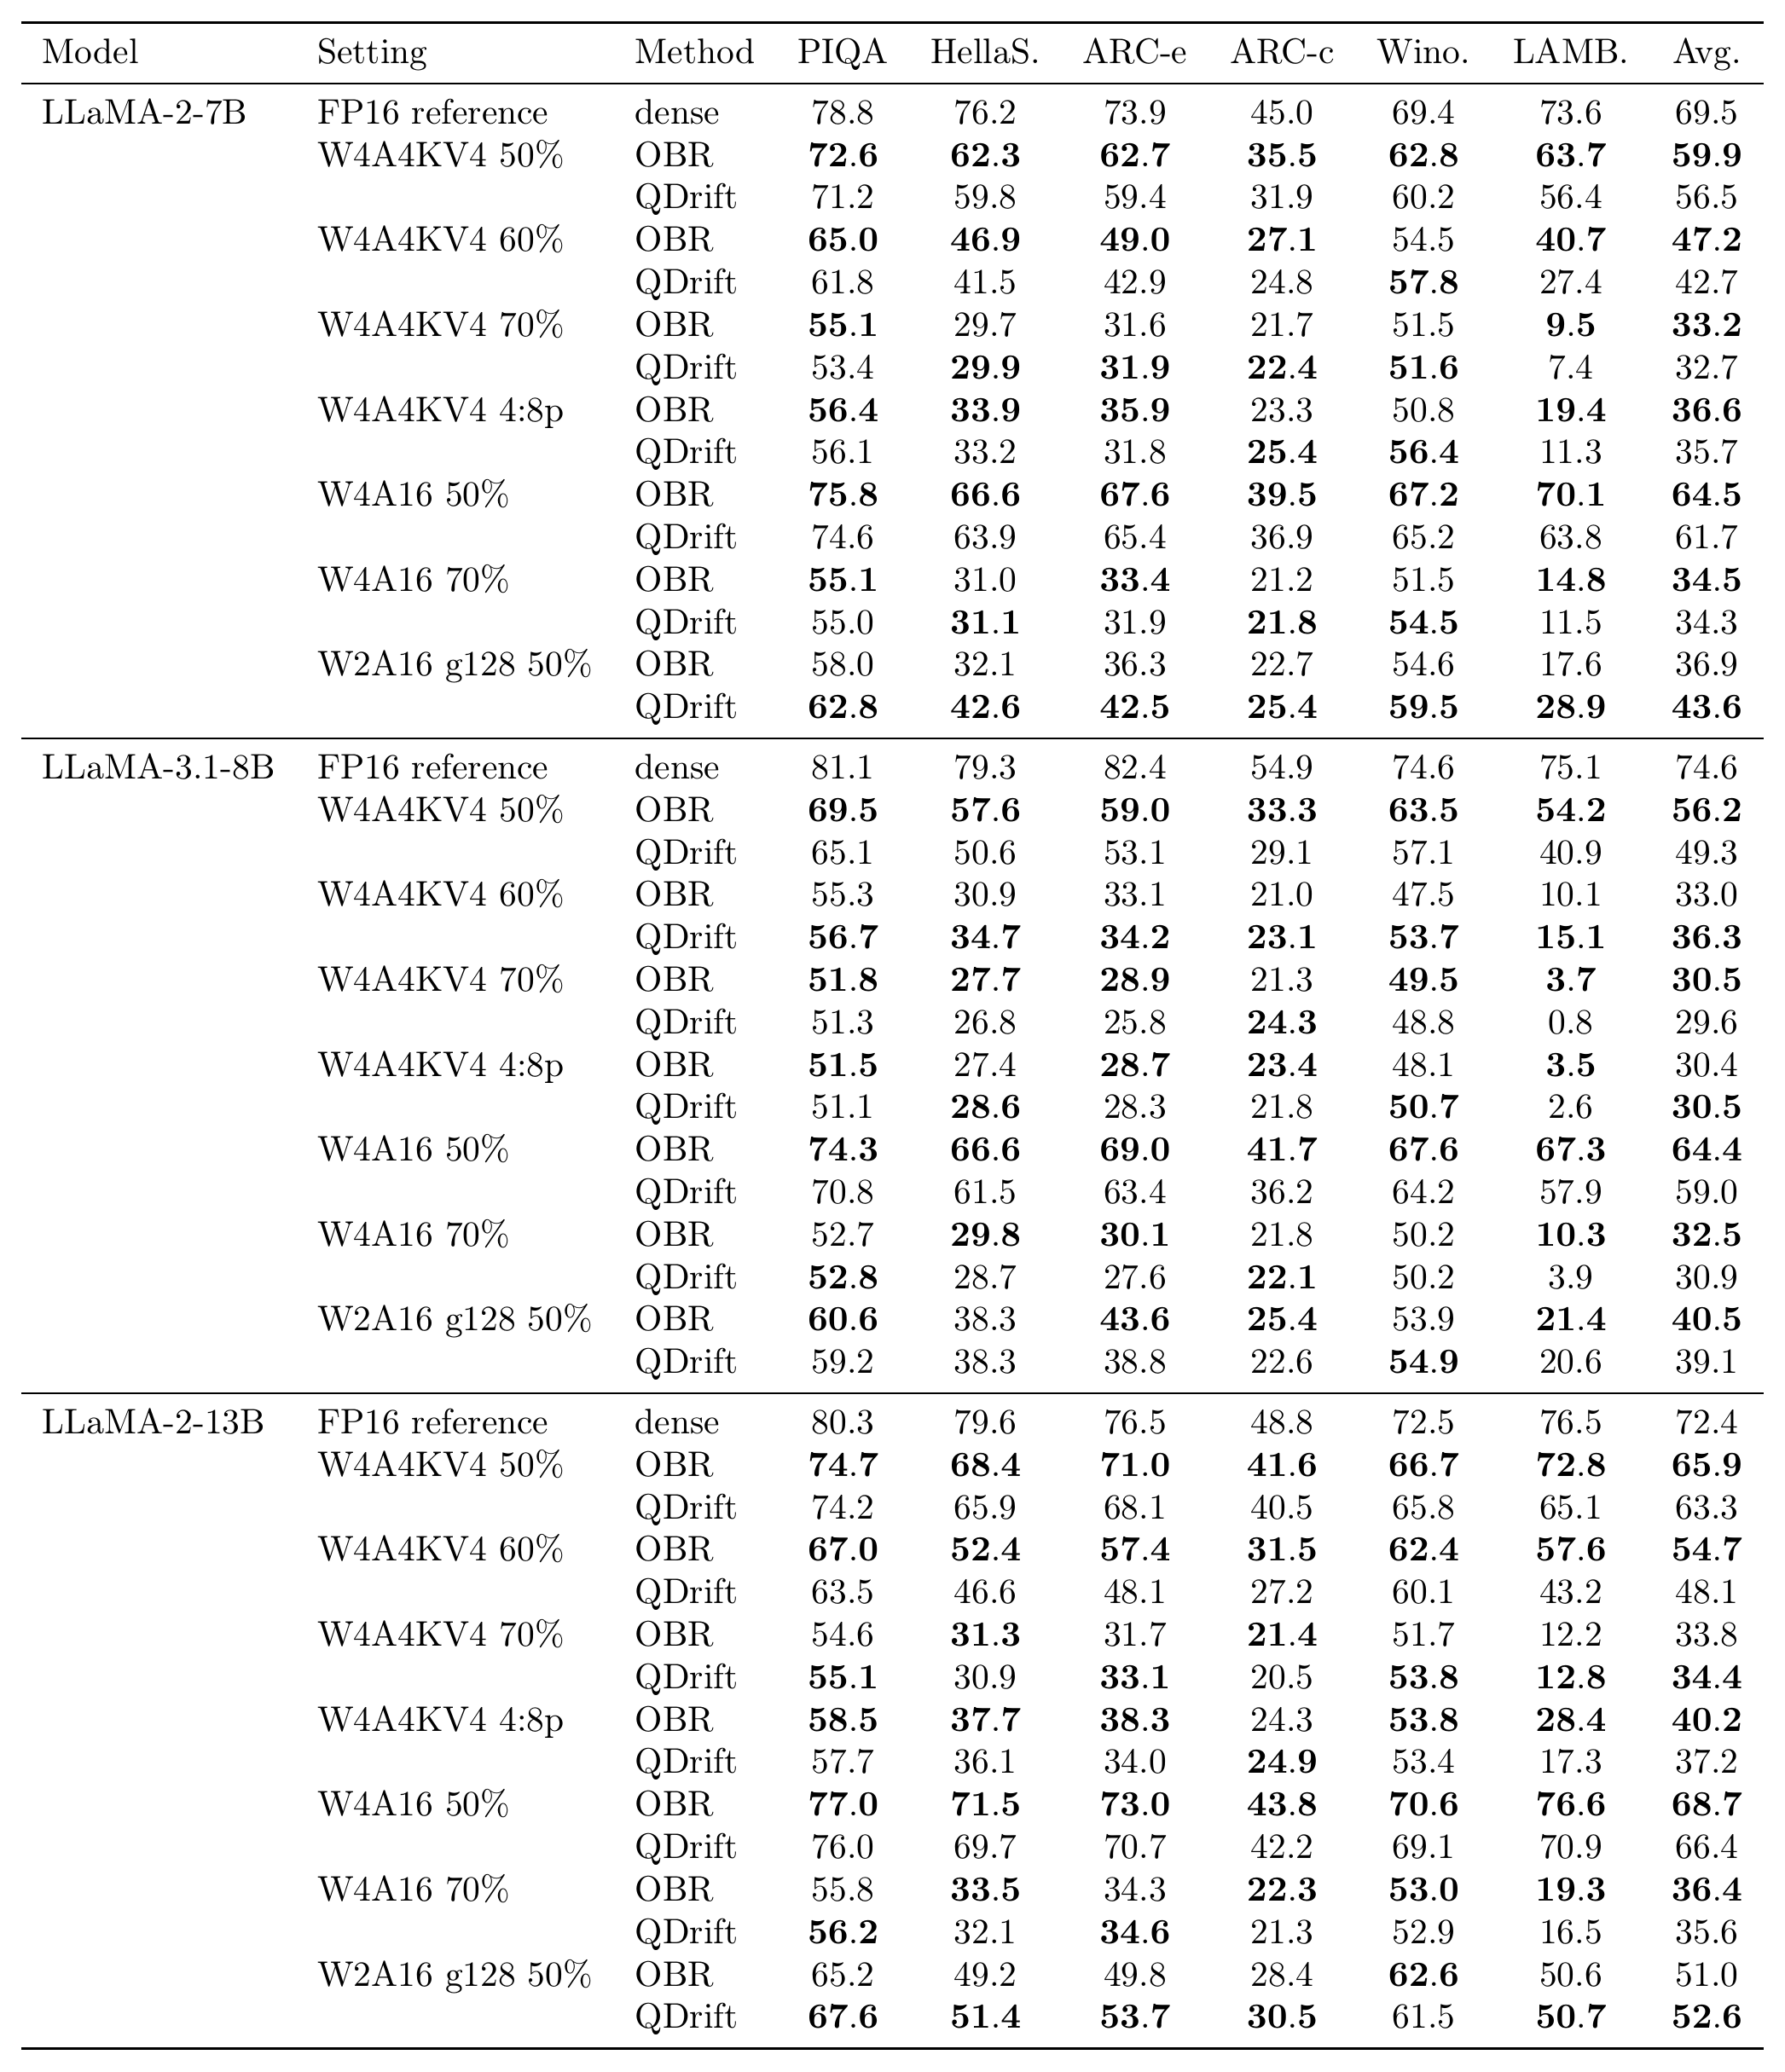 Model Setting Method PIQA HellaS. ARC-e ARC-c Wino. LAMB. Avg.
LLaMA-2-7B FP16 reference dense 78.8 76.2 73.9 45.0 69.4 73.6 69.5
W4A4KV4 50% OBR 72.6 62.3 62.7 35.5 62.8 63.7 59.9
QDrift 71.2 59.8 59.4 31.9 60.2 56.4 56.5
W4A4KV4 60% OBR 65.0 46.9 49.0 27.1 54.5 40.7 47.2
QDrift 61.8 41.5 42.9 24.8 57.8 27.4 42.7
W4A4KV4 70% OBR 55.1 29.7 31.6 21.7 51.5 9.5 33.2
QDrift 53.4 29.9 31.9 22.4 51.6 7.4 32.7
W4A4KV4 4:8p OBR 56.4 33.9 35.9 23.3 50.8 19.4 36.6
QDrift 56.1 33.2 31.8 25.4 56.4 11.3 35.7
W4A16 50% OBR 75.8 66.6 67.6 39.5 67.2 70.1 64.5
QDrift 74.6 63.9 65.4 36.9 65.2 63.8 61.7
W4A16 70% OBR 55.1 31.0 33.4 21.2 51.5 14.8 34.5
QDrift 55.0 31.1 31.9 21.8 54.5 11.5 34.3
W2A16 g128 50% OBR 58.0 32.1 36.3 22.7 54.6 17.6 36.9
QDrift 62.8 42.6 42.5 25.4 59.5 28.9 43.6
LLaMA-3.1-8B FP16 reference dense 81.1 79.3 82.4 54.9 74.6 75.1 74.6
W4A4KV4 50% OBR 69.5 57.6 59.0 33.3 63.5 54.2 56.2
QDrift 65.1 50.6 53.1 29.1 57.1 40.9 49.3
W4A4KV4 60% OBR 55.3 30.9 33.1 21.0 47.5 10.1 33.0
QDrift 56.7 34.7 34.2 23.1 53.7 15.1 36.3
W4A4KV4 70% OBR 51.8 27.7 28.9 21.3 49.5 3.7 30.5
QDrift 51.3 26.8 25.8 24.3 48.8 0.8 29.6
W4A4KV4 4:8p OBR 51.5 27.4 28.7 23.4 48.1 3.5 30.4
QDrift 51.1 28.6 28.3 21.8 50.7 2.6 30.5
W4A16 50% OBR 74.3 66.6 69.0 41.7 67.6 67.3 64.4
QDrift 70.8 61.5 63.4 36.2 64.2 57.9 59.0
W4A16 70% OBR 52.7 29.8 30.1 21.8 50.2 10.3 32.5
QDrift 52.8 28.7 27.6 22.1 50.2 3.9 30.9
W2A16 g128 50% OBR 60.6 38.3 43.6 25.4 53.9 21.4 40.5
QDrift 59.2 38.3 38.8 22.6 54.9 20.6 39.1
LLaMA-2-13B FP16 reference dense 80.3 79.6 76.5 48.8 72.5 76.5 72.4
W4A4KV4 50% OBR 74.7 68.4 71.0 41.6 66.7 72.8 65.9
QDrift 74.2 65.9 68.1 40.5 65.8 65.1 63.3
W4A4KV4 60% OBR 67.0 52.4 57.4 31.5 62.4 57.6 54.7
QDrift 63.5 46.6 48.1 27.2 60.1 43.2 48.1
W4A4KV4 70% OBR 54.6 31.3 31.7 21.4 51.7 12.2 33.8
QDrift 55.1 30.9 33.1 20.5 53.8 12.8 34.4
W4A4KV4 4:8p OBR 58.5 37.7 38.3 24.3 53.8 28.4 40.2
QDrift 57.7 36.1 34.0 24.9 53.4 17.3 37.2
W4A16 50% OBR 77.0 71.5 73.0 43.8 70.6 76.6 68.7
QDrift 76.0 69.7 70.7 42.2 69.1 70.9 66.4
W4A16 70% OBR 55.8 33.5 34.3 22.3 53.0 19.3 36.4
QDrift 56.2 32.1 34.6 21.3 52.9 16.5 35.6
W2A16 g128 50% OBR 65.2 49.2 49.8 28.4 62.6 50.6 51.0
QDrift 67.6 51.4 53.7 30.5 61.5 50.7 52.6